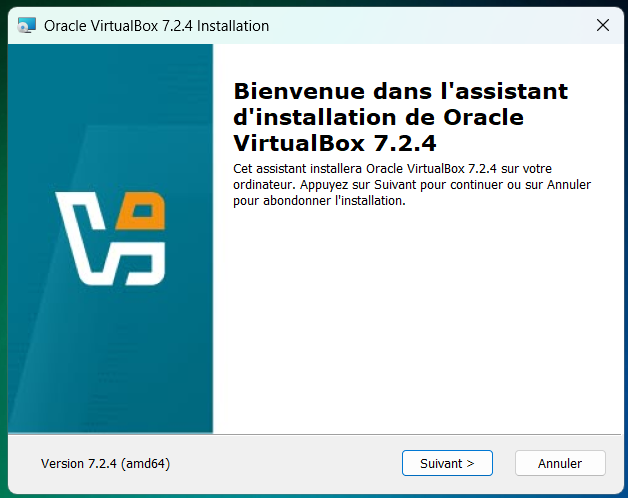 Oracle VirtualBox 7.2.4 Installation
Bienvenue dans l'assistant
d'installation de Oracle
VirtualBox 7.2.4
Cet assistant installera Oracle VirtualBox 7.2.4 sur votre
ordinateur. Appuyez sur Suivant pour continuer ou sur Annuler
pour abondonner l'installation.
Version 7.2.4 (amd64)
Suivant >
Annuler